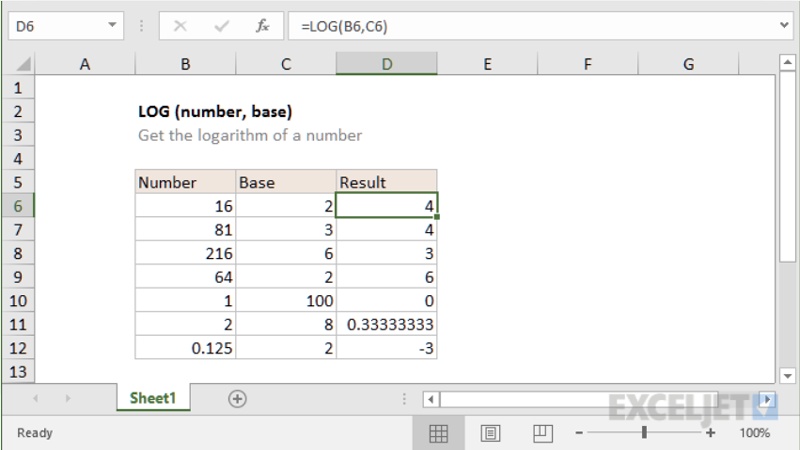 D6 fx =LOG(B6,C6)
A B C D E F G
1
2 LOG (number, base)
3 Get the logarithm of a number
4
5 Number Base Result
6 16 2 4
7 81 3 4
8 216 6 3
9 64 2 6
10 1 100 0
11 2 8 0.33333333
12 0.125 2 -3
13
Sheet1
EXCELJET
Ready 100%